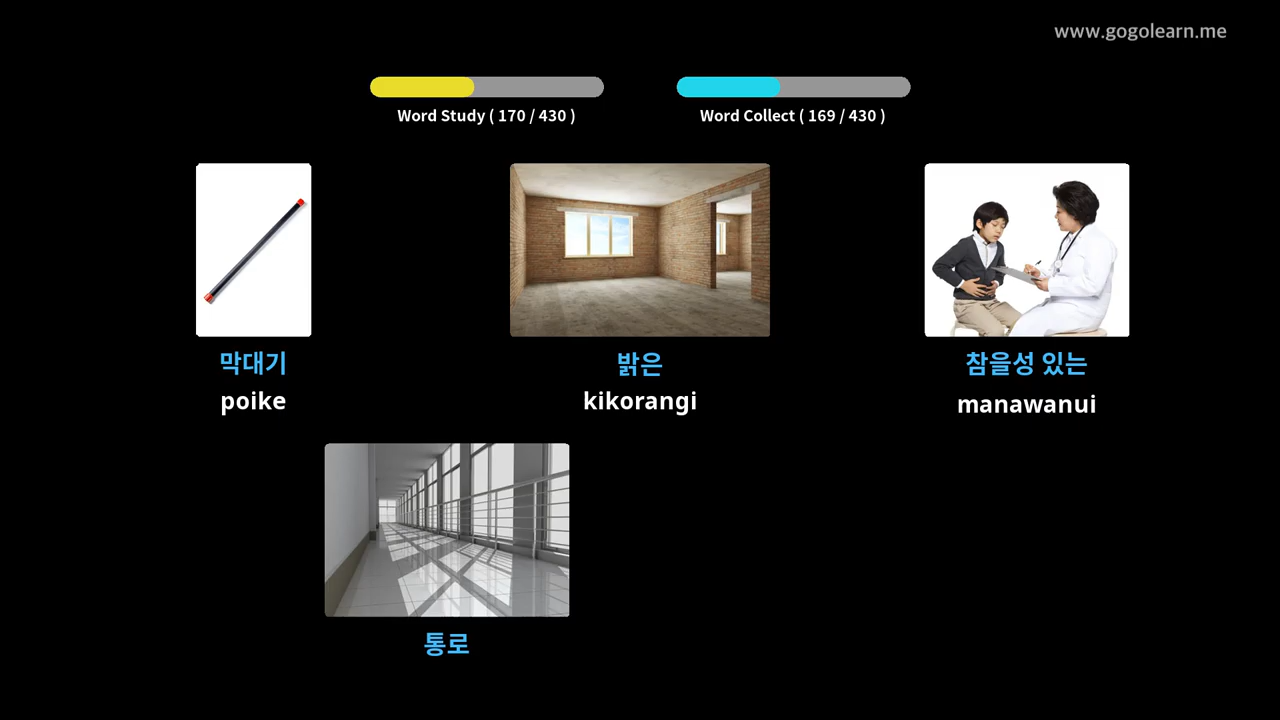 www.gogolearn.me
Word Study ( 170 / 430 )
Word Collect ( 169 / 430 )
막대기
poike
밝은
kikorangi
참을성 있는
manawanui
통로